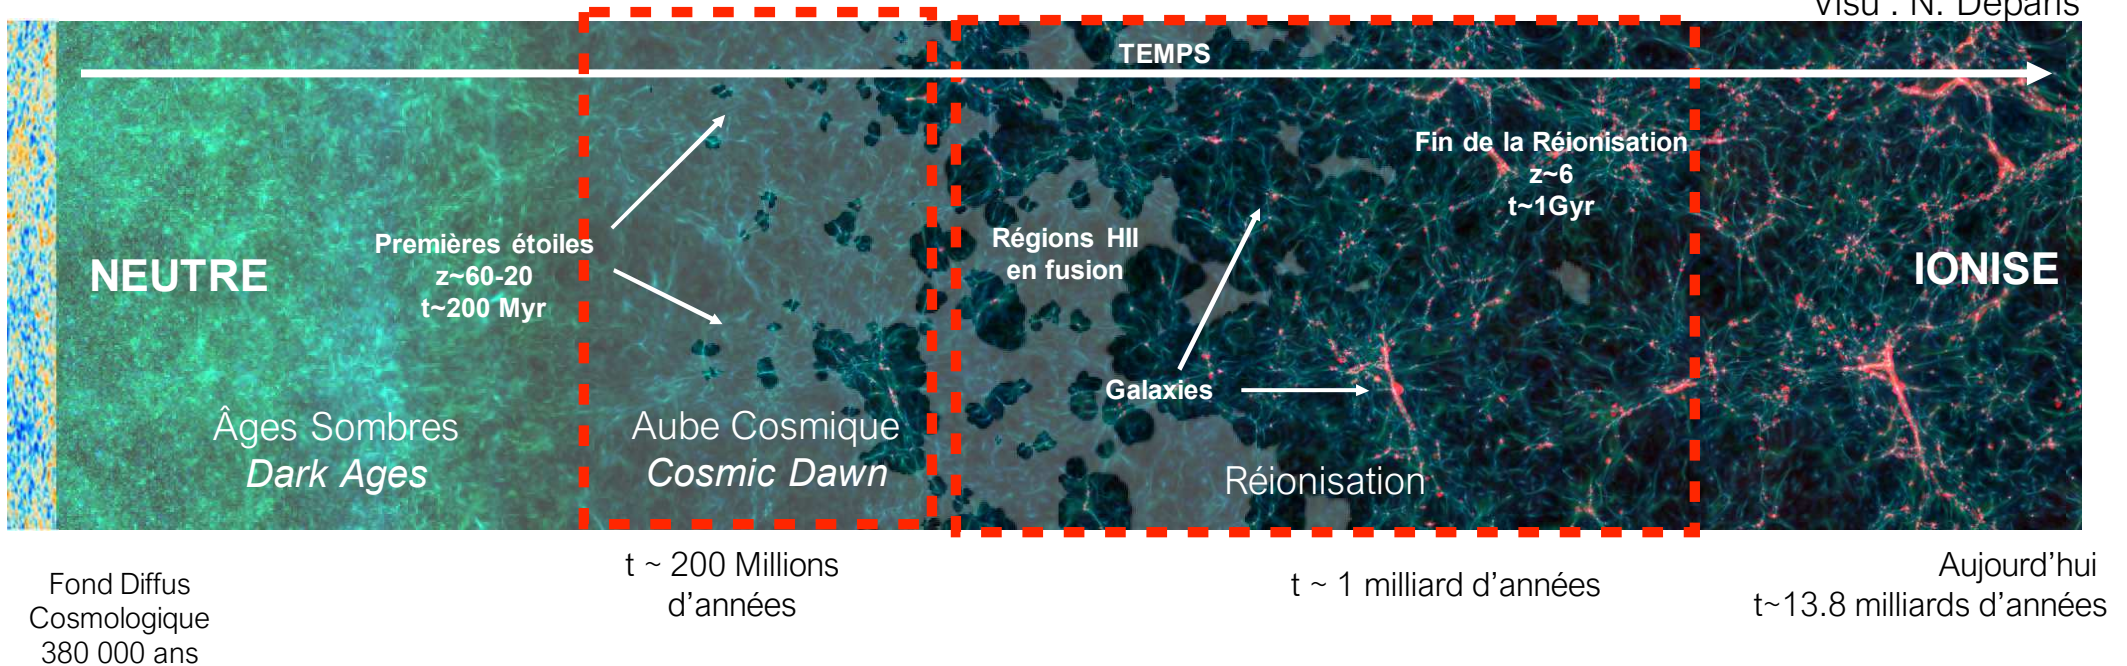 Visu : N. Deparis
TEMPS
Fin de la Réionisation
z~6
t~1Gyr
Premières étoiles
z~60-20
t~200 Myr
Régions HII
en fusion
NEUTRE
IONISE
Galaxies
Âges Sombres
Dark Ages
Aube Cosmique
Cosmic Dawn
Réionisation
Fond Diffus
Cosmologique
380 000 ans
t ~ 200 Millions
d’années
t ~ 1 milliard d’années
Aujourd’hui
t~13.8 milliards d’années